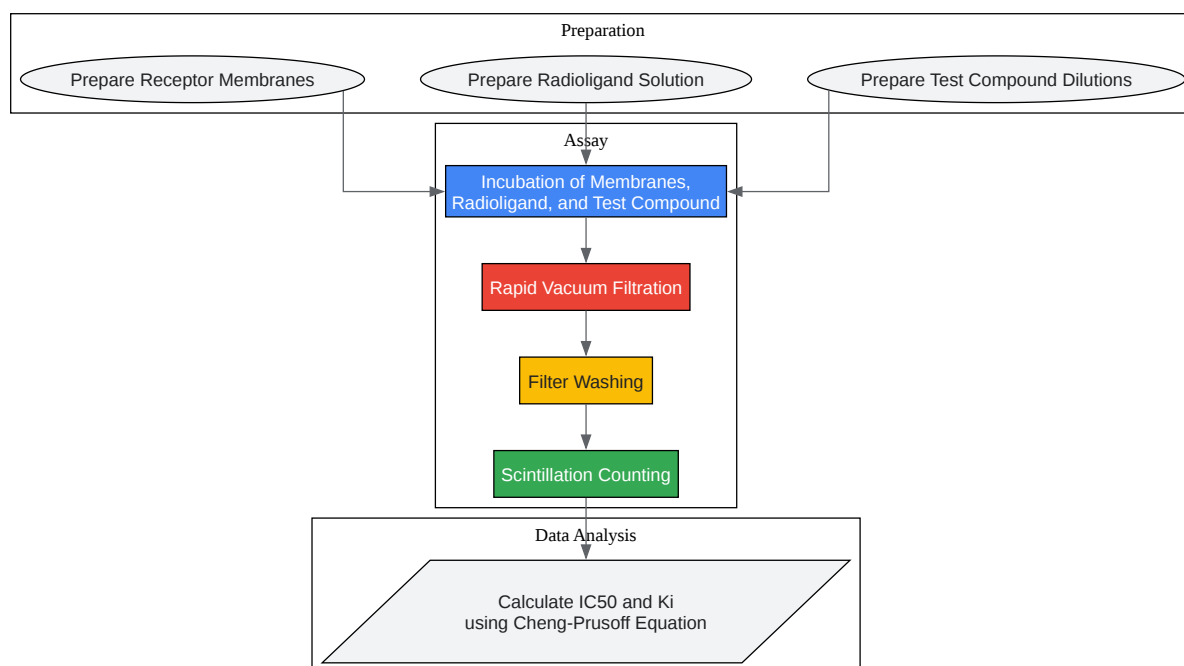 Preparation
Prepare Receptor Membranes
Prepare Radioligand Solution
Prepare Test Compound Dilutions
Assay
Incubation of Membranes,
Radioligand, and Test Compound
Rapid Vacuum Filtration
Filter Washing
Scintillation Counting
Data Analysis
Calculate IC50 and Ki
using Cheng-Prusoff Equation